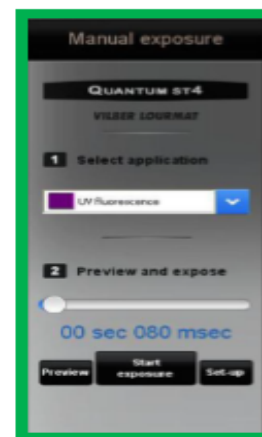 Manual exposure
QUANTUM ST4
VILBER LOURMAT
1 Select application
UV fluorescence
2 Preview and expose
00 sec 080 msec
Preview
Start
exposure
Set-up